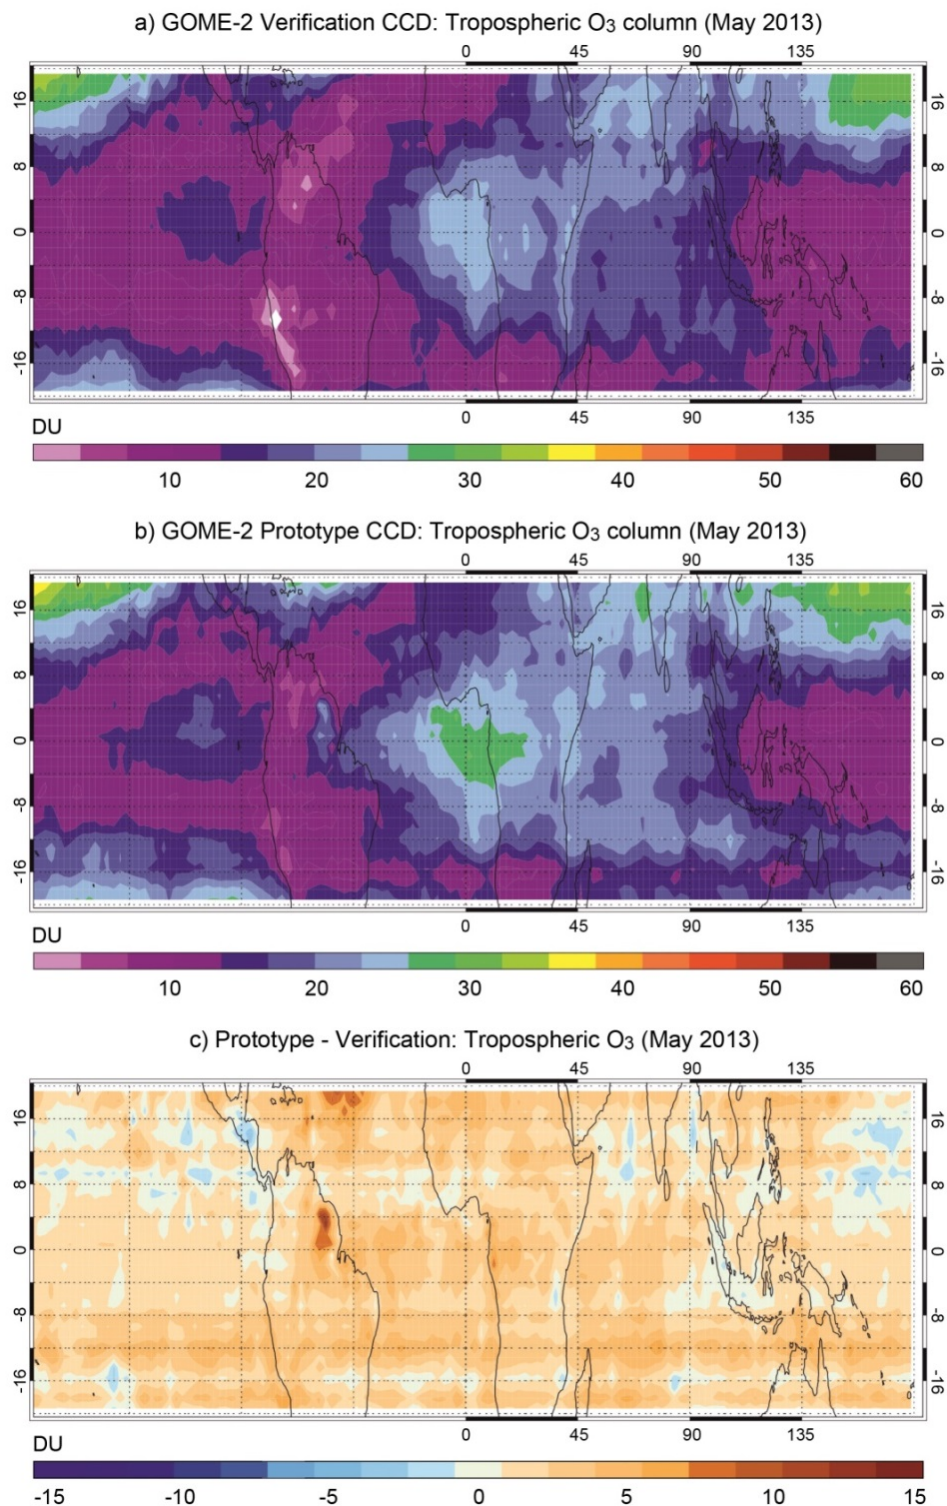 a) GOME-2 Verification CCD: Tropospheric O3 column (May 2013)
0 45 90 135
16 16
8 8
0 0
-8 -8
-16 -16
0 45 90 135
DU
10 20 30 40 50 60
b) GOME-2 Prototype CCD: Tropospheric O3 column (May 2013)
0 45 90 135
16 16
8 8
0 0
-8 -8
-16 -16
0 45 90 135
DU
10 20 30 40 50 60
c) Prototype - Verification: Tropospheric O3 (May 2013)
0 45 90 135
16 16
8 8
0 0
-8 -8
-16 -16
0 45 90 135
DU
-15 -10 -5 0 5 10 15